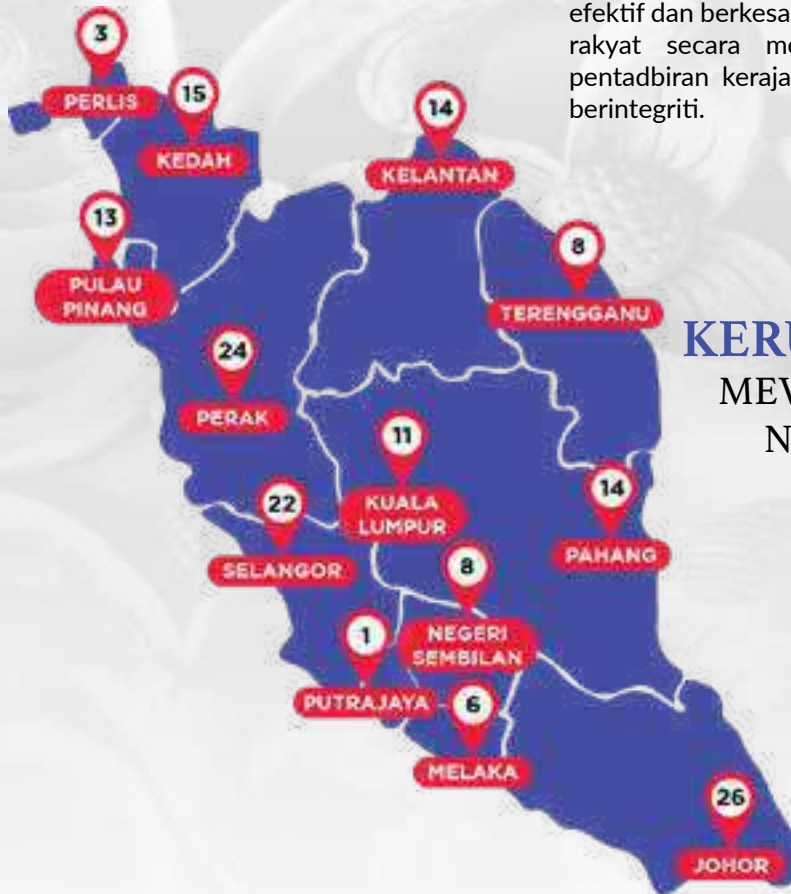 efektif dan berkesa
rakyat secara me
pentadbiran keraja
berintegriti.
3
PERLIS
15
KEDAH
14
KELANTAN
13
PULAU
PINANG
8
TERENGGANU
KERU
MEV
N
24
PERAK
11
KUALA
LUMPUR
22
SELANGOR
14
PAHANG
8
NEGERI
SEMBILAN
1
PUTRAJAYA
6
MELAKA
26
JOHOR